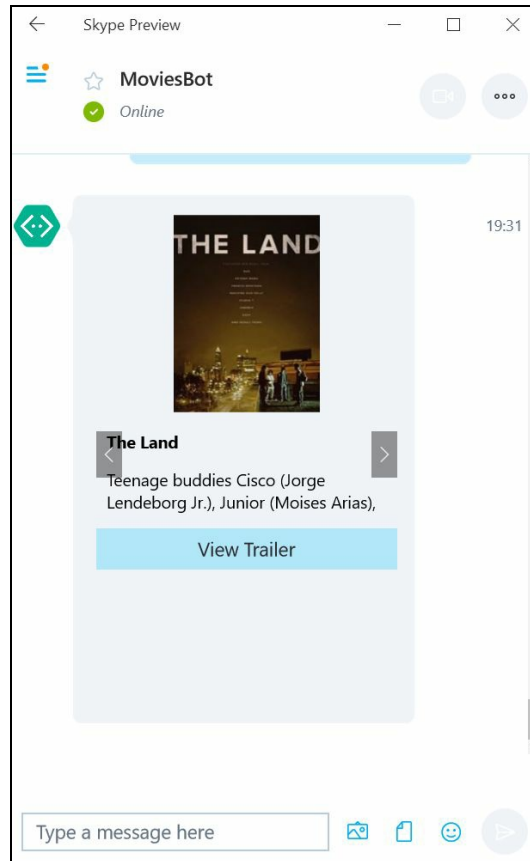 Skype Preview
MoviesBot
Online
19:31
THE LAND
The Land
Teenage buddies Cisco (Jorge
Lendeborg Jr.), Junior (Moises Arias),
View Trailer
Type a message here